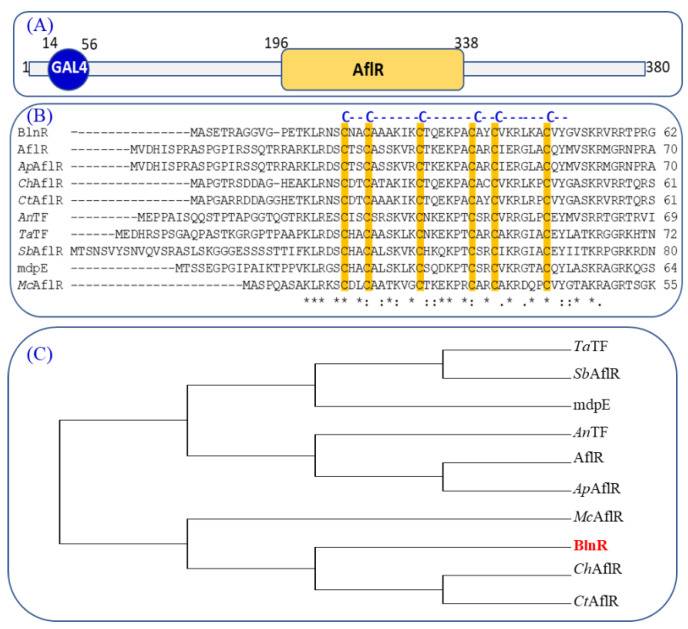 (A)
14 56 196 338
1 GAL4 AflR 380
(B)
C--C------C------C--C------C--
BlnR --------------------MASETRAGGVG-PETKLRNSCNACAAAKIKCTQEKPACAYCVKRLKACVYGVSKRVRRTPRG 62
AflR ----------MVDHISPRASPGPIRSSQTRRARKLRDSCTSCASSKVRCTKEKPACARCIERGLACQYMVSKRMGRNPRA 70
ApAflR ----------MVDHISPRASPGPIRSSQTRRARKLRDSCTSCASSKVRCTKEKPACARCIERGLACQYMVSKRMGRNPRA 70
ChAflR --------------------MAPGTRSDDAG-HEAKLRNSCDTCATAKIKCTQEKPACACCVKRLKPCVYGASKRVRRTQRS 61
CtAflR --------------------MAPGARRDDAGGHETKLRNSCDTCAAAKIKCTQEKPACAYCVKRLRPCVYGASKRVRRTQRS 61
AnTF -----------MEPPAISQQSTPTAPGGTQGTRKLRESCISCSRSKVKCNKEKPTCSRCVRRGLPCEYMVSRRTGRTRVI 69
TaTF --------MEDHRSPSGAQPASTKGRGPTPAAPKLRDSCHACAASKLKCNKEKPTCARCAKRGIACEYLATKRGGRKHTN 72
SbAflR MTSNSVYSNVQVSRASLSKGGGESSSSTTIFKLRDSCHACALSKVKCHKQKPTCSRCIKRGIACEYIITKRPGRKRDN 80
mdpE ----------------MTSSEGPGIPAIKTPPVKLRGSCHACALSKLKCSQDKPTCSRCVKRGTACQYLASKRAGRKQGS 64
McAflR -------------------------MASPQASAKLRKSCDLCAATKVGCTKEKPRCARCAKRDQPCVYGTAKRAGRTSGK 55
*** ** *: :*: * :**: * * .* * ::* *.
(C)
TaTF
SbAflR
mdpE
AnTF
AflR
ApAflR
McAflR
BlnR
ChAflR
CtAflR